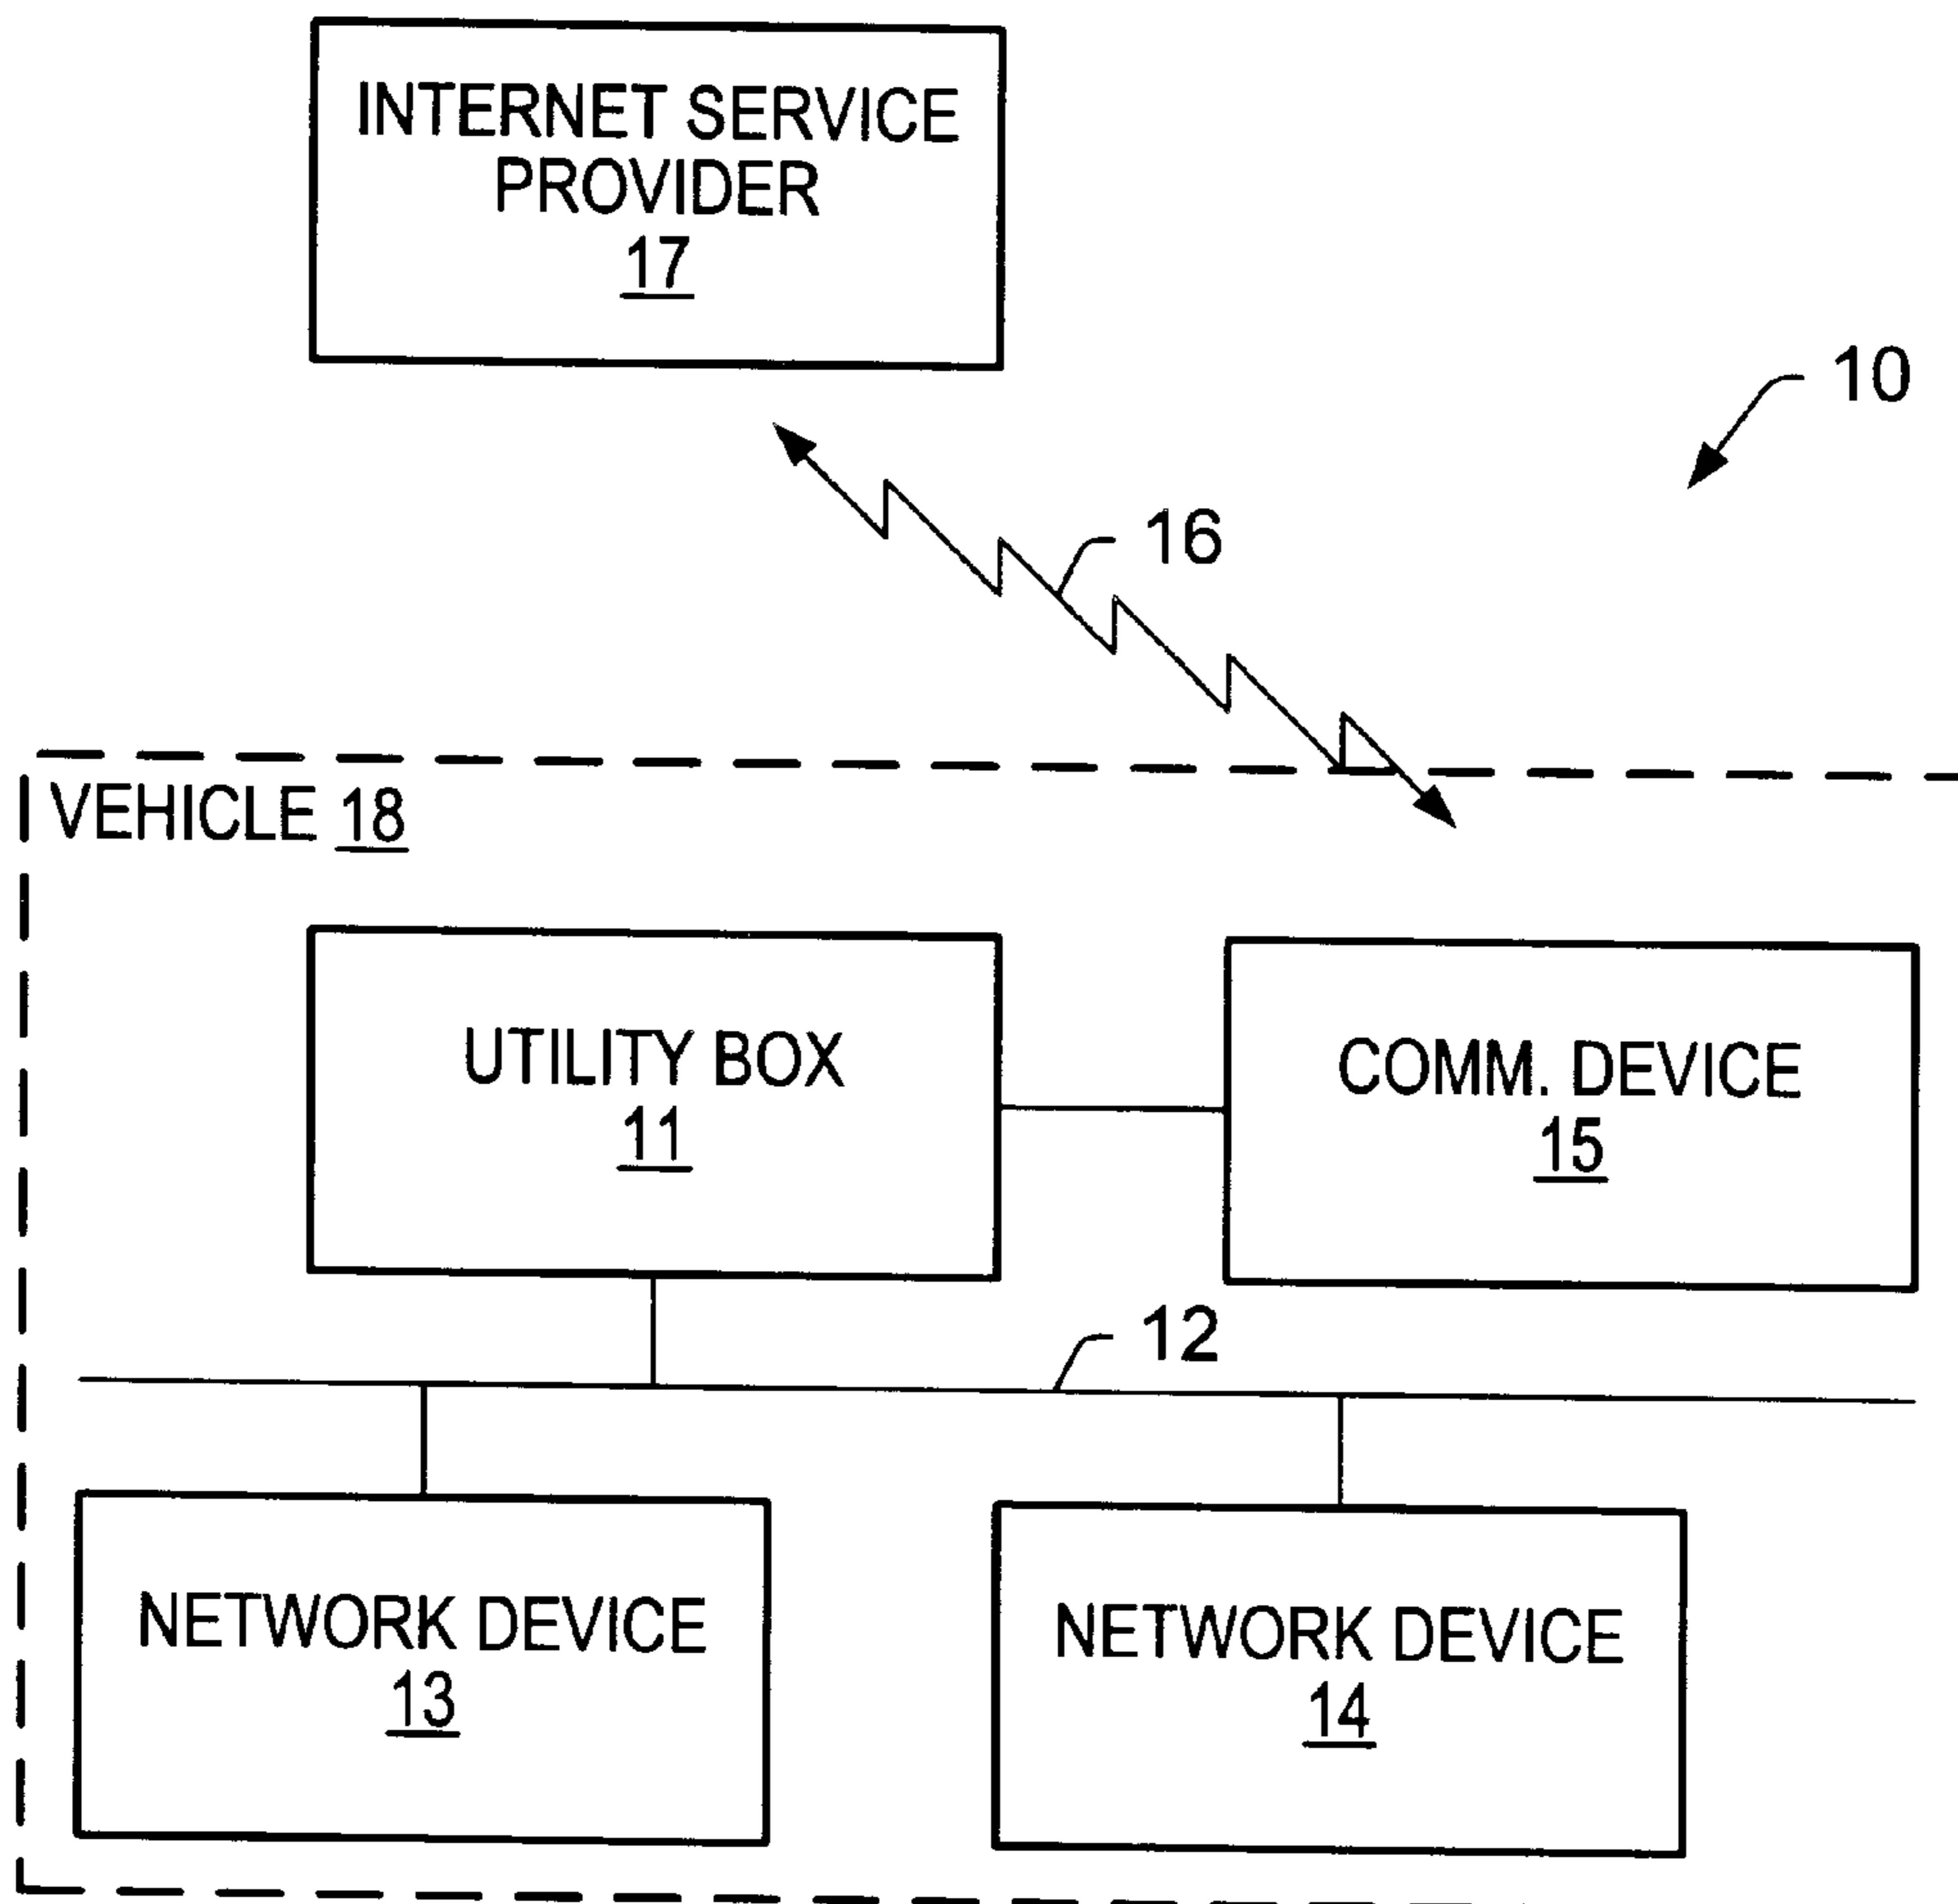 INTERNET SERVICE
PROVIDER
17
10
16
VEHICLE 18
UTILITY BOX
11
COMM. DEVICE
15
12
NETWORK DEVICE
13
NETWORK DEVICE
14